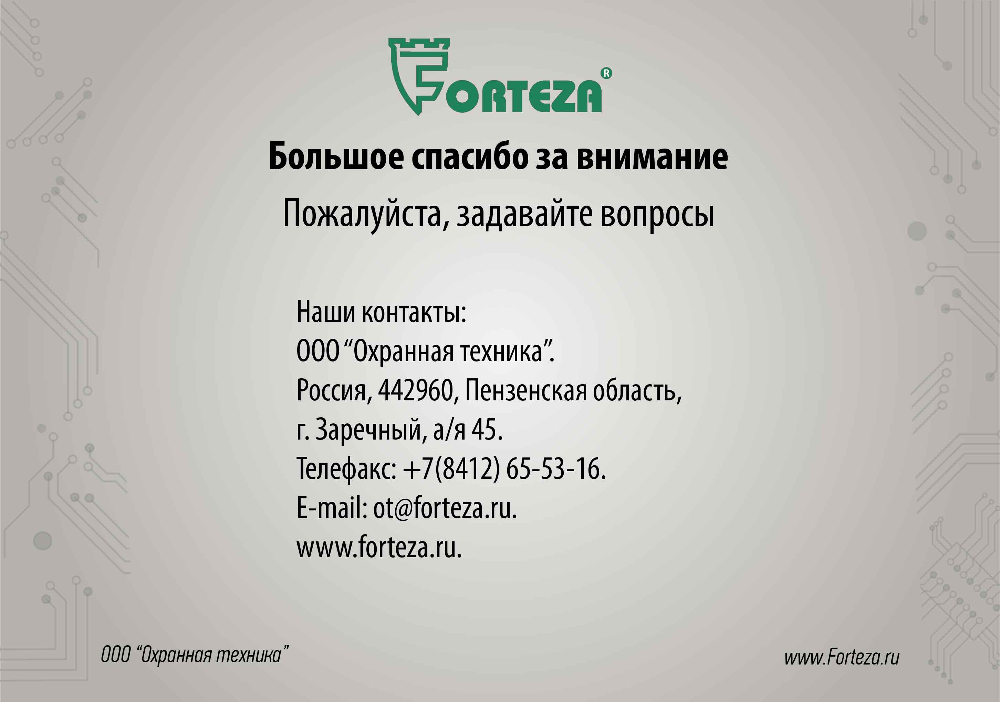 FORTEZA®
Большое спасибо за внимание
Пожалуйста, задавайте вопросы
Наши контакты:
ООО “Охранная техника”.
Россия, 442960, Пензенская область,
г. Заречный, а/я 45.
Телефакс: +7(8412) 65-53-16.
E-mail: ot@forteza.ru.
www.forteza.ru.
ООО “Охранная техника”
www.Forteza.ru